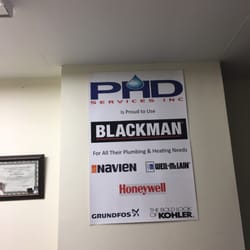 PHD
SERVICES INC
Is Proud to Use
BLACKMAN
For All Their Plumbing & Heating Needs
NAVIEN WEIL-McLAIN
Honeywell
GRUNDFOS THE BOLD LOOK
OF KOHLER.